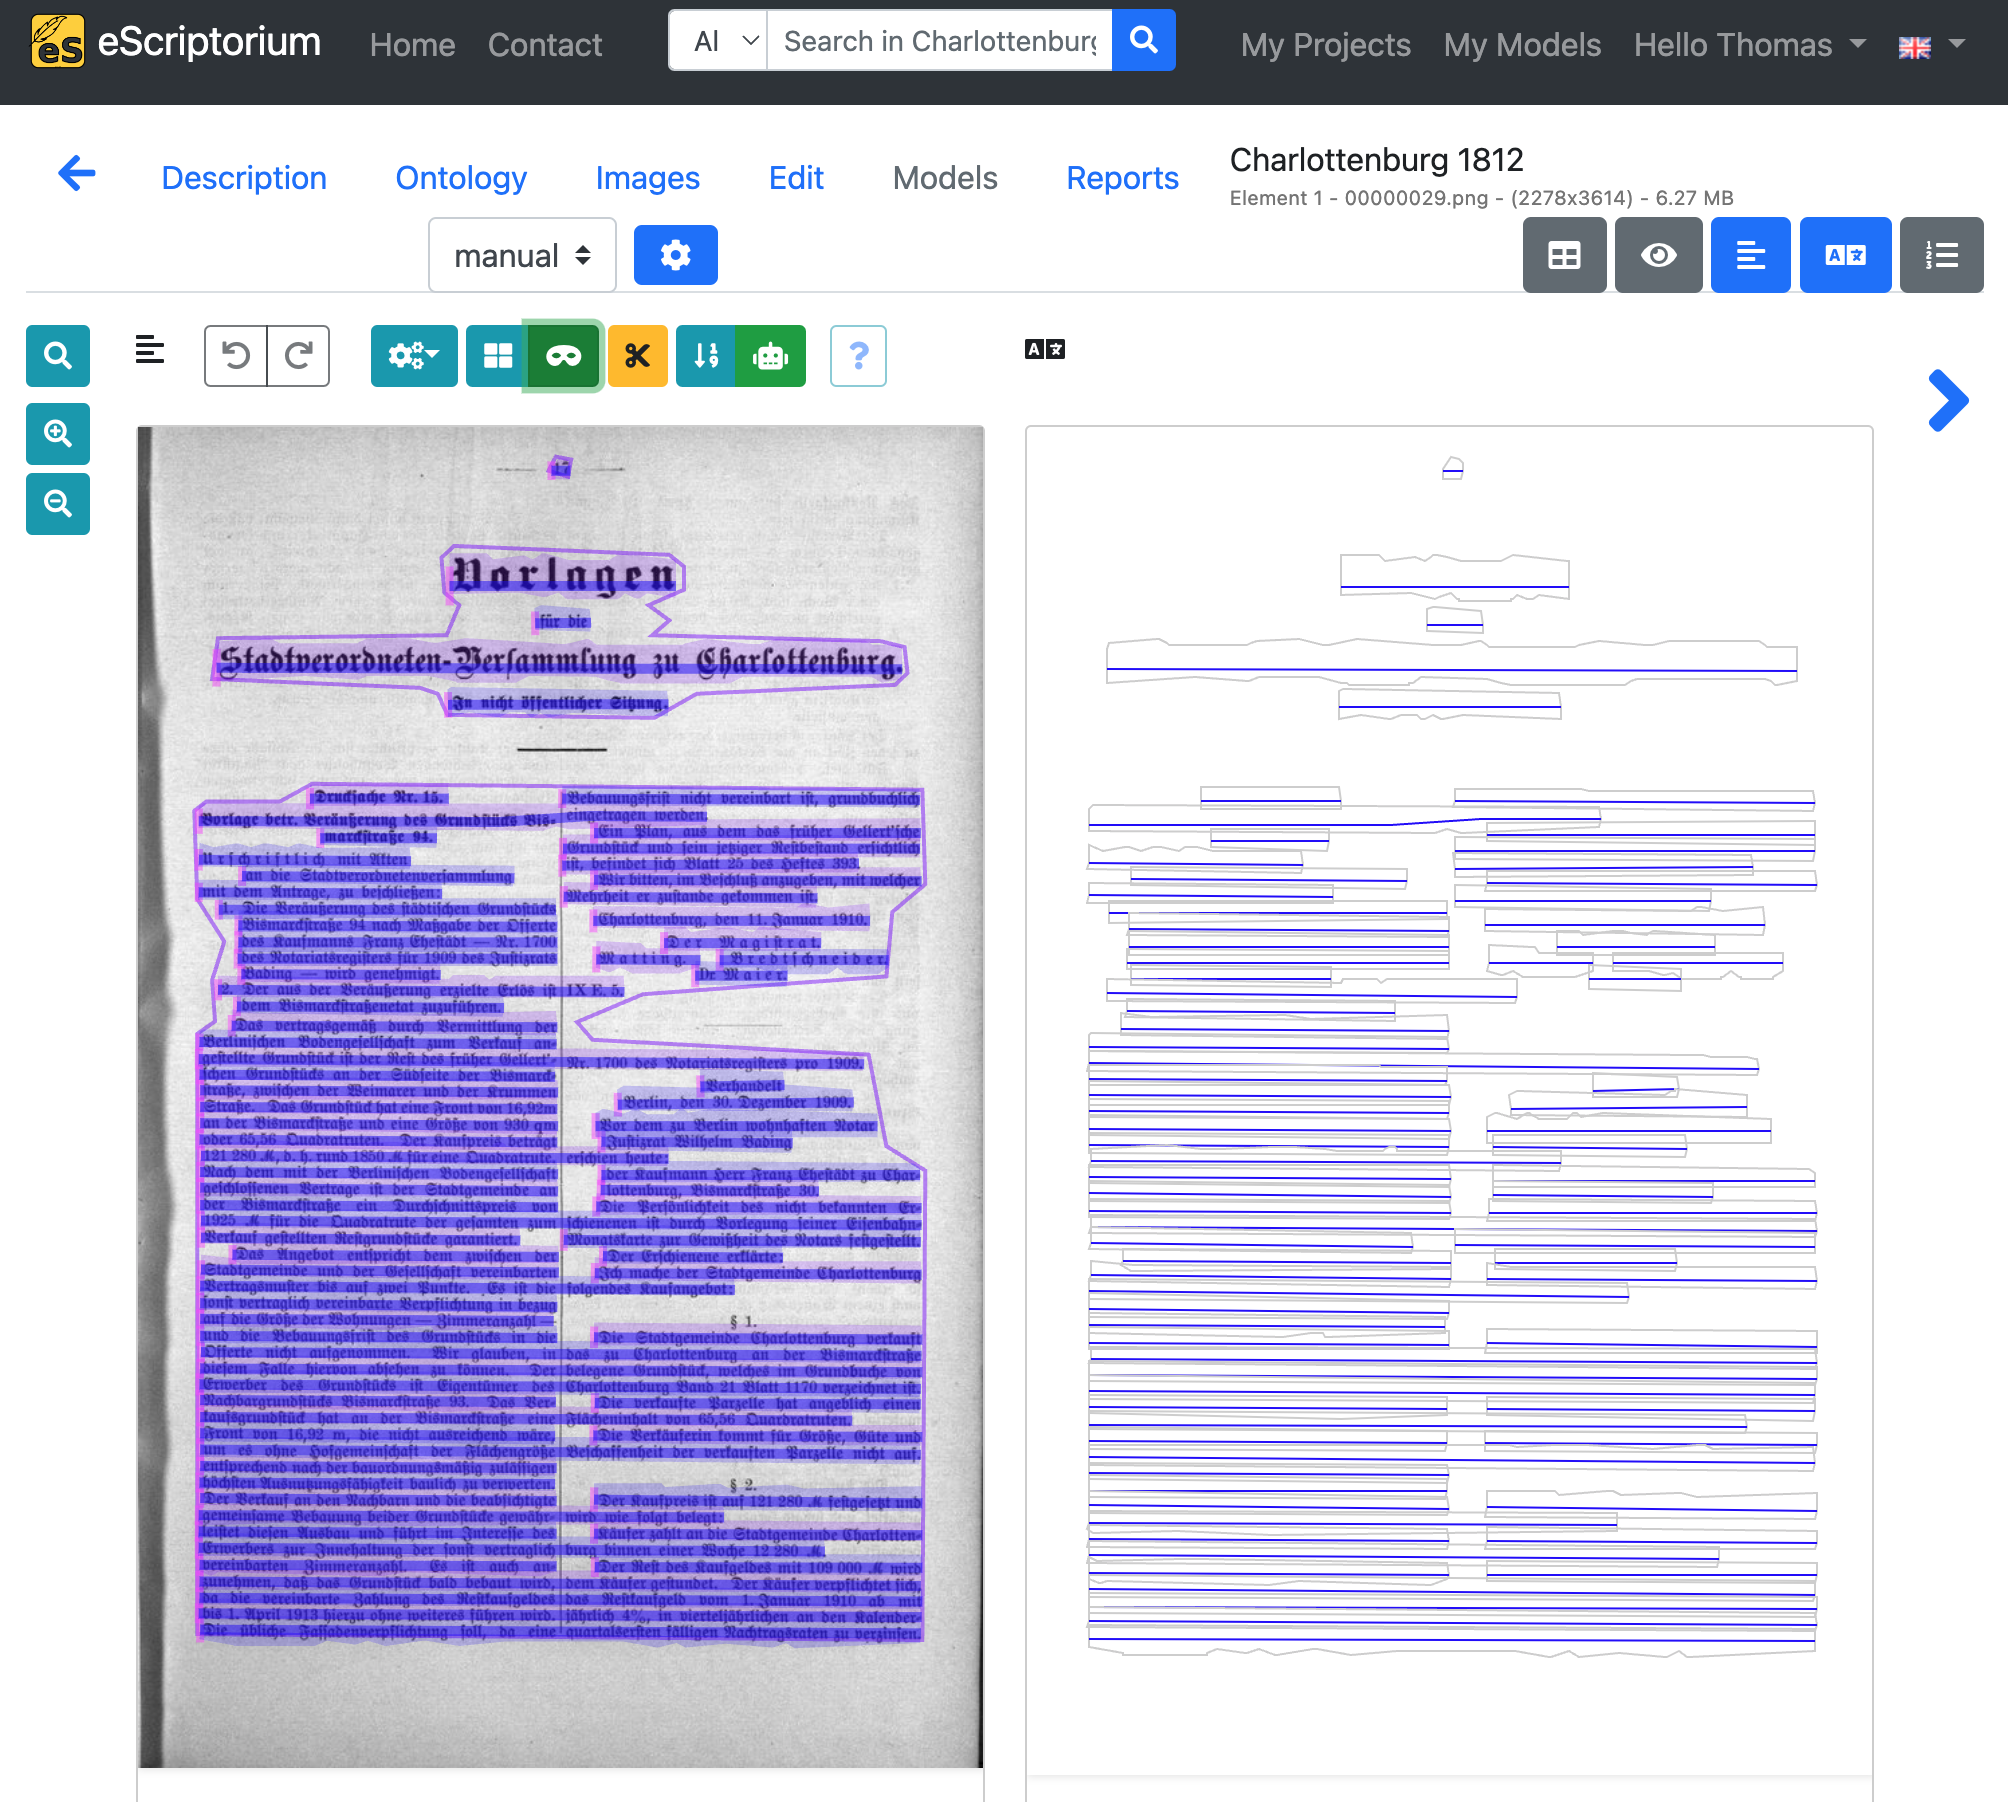 eScriptorium
Home
Contact
Al
Search in Charlottenburg
My Projects
My Models
Hello Thomas
Description
Ontology
Images
Edit
Models
Reports
Charlottenburg 1812
Element 1 - 00000029.png - (2278x3614) - 6.27 MB
manual
17
Vorlagen
für die
Stadtverordneten-Versammlung zu Charlottenburg.
In nicht öffentlicher Sitzung.
Drucksache Nr. 15.
Vorlage betr. Veräußerung des Grundstücks Bis-
marckstraße 94.
Urschriftlich mit Akten
an die Stadtverordnetenversammlung
mit dem Antrage, zu beschließen:
1. Die Veräußerung des städtischen Grundstücks
Bismarckstraße 94 nach Maßgabe der Offerte
des Kaufmanns Franz Ehestädt — Nr. 1700
des Notariatsregisters für 1909 des Justizrats
Bading — wird genehmigt.
2. Der aus der Veräußerung erzielte Erlös ist
dem Bismarckstraßenetat zuzuführen.
Das vertragsgemäß durch Vermittlung der
Berlinischen Bodengesellschaft zum Verkauf an-
gestellte Grundstück ist der Rest des früher Gellert'-
schen Grundstücks an der Südseite der Bismarck-
straße, zwischen der Weimarer und der Krummen
Straße. Das Grundstück hat eine Front von 16,92m
an der Bismarckstraße und eine Größe von 930 qm
oder 65,56 Quadratruten. Der Kaufpreis beträgt
121 280 ℳ, d. h. rund 1850 ℳ für eine Quadratrute.
Nach dem mit der Berlinischen Bodengesellschaft
geschlossenen Vertrage ist der Stadtgemeinde an
der Bismarckstraße ein Durchschnittspreis von
1925 ℳ für die Quadratrute der gesamten zum
Verkauf gestellten Restgrundstücke garantiert.
Das Angebot entspricht dem zwischen der
Stadtgemeinde und der Gesellschaft vereinbarten
Vertragsmuster bis auf zwei Punkte. Es ist die
sonst vertraglich vereinbarte Verpflichtung in bezug
auf die Größe der Wohnungen — Zimmeranzahl —
und die Bebauungsfrist des Grundstücks in die
Offerte nicht aufgenommen. Wir glauben, in
diesem Falle hiervon absehen zu können. Der
Erwerber des Grundstücks ist Eigentümer des
Nachbargrundstücks Bismarckstraße 93. Das Ver-
kaufsgrundstück hat an der Bismarckstraße eine
Front von 16,92 m, die nicht ausreichend wäre,
um es ohne Hofgemeinschaft der Flächengröße
entsprechend nach der bauordnungsmäßig zulässigen
höchsten Ausnutzungsfähigkeit baulich zu verwerten.
Der Verkauf an den Nachbarn und die beabsichtigte
gemeinsame Bebauung beider Grundstücke gewähr-
leistet diesen Ausbau und führt im Interesse des
Erwerbers zur Innehaltung der sonst vertraglich
vereinbarten Zimmeranzahl. Es ist auch an-
zunehmen, daß das Grundstück bald bebaut wird,
da die vereinbarte Zahlung des Restkaufgeldes
bis 1. April 1913 hierzu ohne weiteres führen wird.
Die übliche Fassadenverpflichtung soll, da eine
Bebauungsfrist nicht vereinbart ist, grundbuchlich
eingetragen werden.
Ein Plan, aus dem das früher Gellert'sche
Grundstück und sein jetziger Restbestand ersichtlich
ist, befindet sich Blatt 25 des Heftes 393.
Wir bitten, im Beschluß anzugeben, mit welcher
Mehrheit er zustande gekommen ist.
Charlottenburg, den 11. Januar 1910.
Der Magistrat.
Matting. Bredtschneider.
Dr. Maier.
IX E. 5.
Nr. 1700 des Notariatsregisters pro 1909.
Verhandelt
Berlin, den 30. Dezember 1909.
Vor dem zu Berlin wohnhaften Notar
Justizrat Wilhelm Bading
erschien heute:
der Kaufmann Herr Franz Ehestädt zu Char-
lottenburg, Bismarckstraße 30.
Die Persönlichkeit des nicht bekannten Er-
schienenen ist durch Vorlegung seiner Eisenbahn-
Monatskarte zur Gewißheit des Notars festgestellt.
Der Erschienene erklärte:
Ich mache der Stadtgemeinde Charlottenburg
folgendes Kaufangebot:
§ 1.
Die Stadtgemeinde Charlottenburg verkauft
das zu Charlottenburg an der Bismarckstraße
belegene Grundstück, welches im Grundbuche von
Charlottenburg Band 21 Blatt 1170 verzeichnet ist.
Die verkaufte Parzelle hat angeblich einen
Flächeninhalt von 65,56 Quardratruten.
Die Verkäuferin kommt für Größe, Güte und
Beschaffenheit der verkauften Parzelle nicht auf.
§ 2.
Der Kaufpreis ist auf 121 280 ℳ festgesetzt und
wird wie folgt belegt:
Käufer zahlt an die Stadtgemeinde Charlotten-
burg binnen einer Woche 12 280 ℳ.
Der Rest des Kaufgeldes mit 109 000 ℳ wird
dem Käufer gestundet. Der Käufer verpflichtet sich,
das Restkaufgeld vom 1. Januar 1910 ab mit
jährlich 4%, in vierteljährlichen an den Kalender-
quartalsersten fälligen Nachtragsraten zu verzinsen.